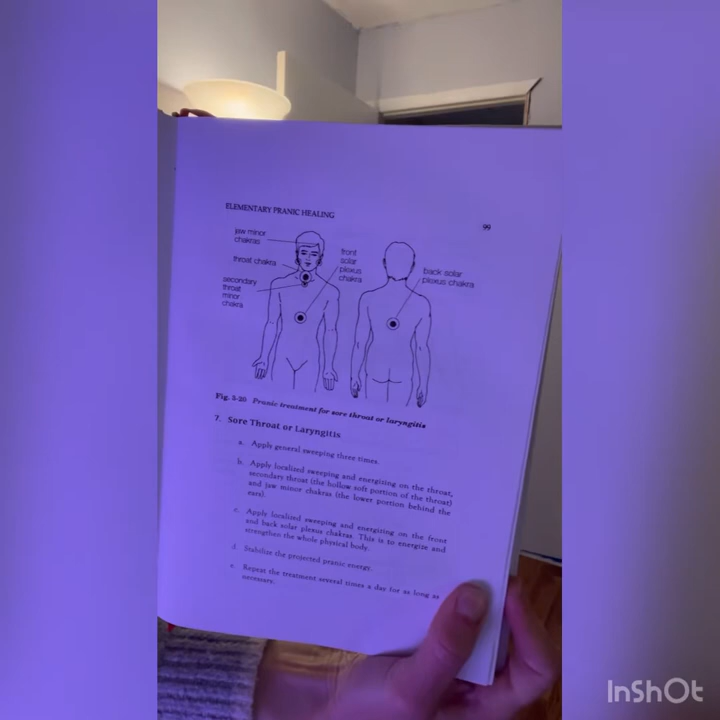 ELEMENTARY PRANIC HEALING
99
jaw minor
chakras
throat chakra
secondary
throat
minor
chakra
front
solar
plexus
chakra
back solar
plexus chakra
Fig. 5-20 Pranic treatment for sore throat or laryngitis
7. Sore Throat or Laryngitis
a. Apply general sweeping three times.
b. Apply localized sweeping and energizing on the throat,
secondary throat (the hollow soft portion of the throat)
and jaw minor chakras (the lower portion behind the
ears).
c. Apply localized sweeping and energizing on the front
and back solar plexus chakras. This is to energize and
strengthen the whole physical body.
d. Stabilize the projected pranic energy.
e. Repeat the treatment several times a day for as long as
necessary.
InShOt